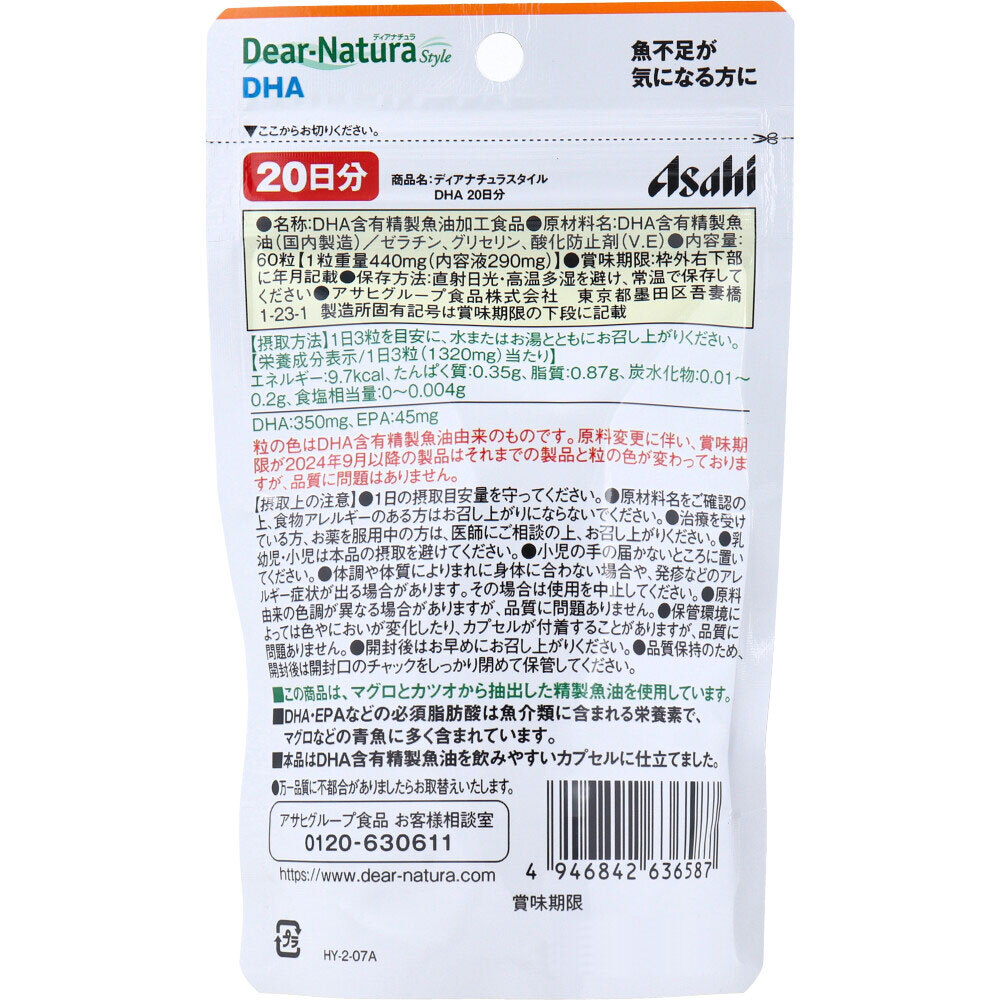 ディアナチュラ
Dear-Natura Style
DHA
魚不足が
気になる方に
▼ここからお切りください。
20日分
商品名:ディアナチュラスタイル
DHA 20日分
Asahi
●名称:DHA含有精製魚油加工食品●原材料名:DHA含有精製魚
油(国内製造)/ゼラチン、グリセリン、酸化防止剤(V.E)●内容量:
60粒【1粒重量440mg(内容液290mg)】●賞味期限:枠外右下部
に年月記載●保存方法:直射日光・高温多湿を避け、常温で保存して
ください●アサヒグループ食品株式会社 東京都墨田区吾妻橋
1-23-1 製造所固有記号は賞味期限の下段に記載
【摂取方法】1日3粒を目安に、水またはお湯とともにお召し上がりください。
【栄養成分表示/1日3粒(1320mg)当たり】
エネルギー:9.7kcal、たんぱく質:0.35g、脂質:0.87g、炭水化物:0.01～
0.2g、食塩相当量:0～0.004g
DHA:350mg、EPA:45mg
粒の色はDHA含有精製魚油由来のものです。原料変更に伴い、賞味期
限が2024年9月以降の製品はそれまでの製品と粒の色が変わっておりま
すが、品質に問題はありません。
【摂取上の注意】●1日の摂取目安量を守ってください。●原材料名をご確認の
上、食物アレルギーのある方はお召し上がりにならないでください。●治療を受け
ている方、お薬を服用中の方は、医師にご相談の上、お召し上がりください。●乳
幼児・小児は本品の摂取を避けてください。●小児の手の届かないところに置い
てください。●体調や体質によりまれに身体に合わない場合や、発疹などのアレ
ルギー症状が出る場合があります。その場合は使用を中止してください。●原料
由来の色調が異なる場合がありますが、品質に問題ありません。●保管環境に
よっては色やにおいが変化したり、カプセルが付着することがありますが、品質に
問題ありません。●開封後はお早めにお召し上がりください。●品質保持のため、
開封後は開封口のチャックをしっかり閉めて保管してください。
■この商品は、マグロとカツオから抽出した精製魚油を使用しています。
■DHA・EPAなどの必須脂肪酸は魚介類に含まれる栄養素で、
マグロなどの青魚に多く含まれています。
■本品はDHA含有精製魚油を飲みやすいカプセルに仕立てました。
●万一品質に不都合がありましたらお取替えいたします。
アサヒグループ食品 お客様相談室
0120-630611
https://www.dear-natura.com
4 946842 636587
賞味期限
プラ
HY-2-07A